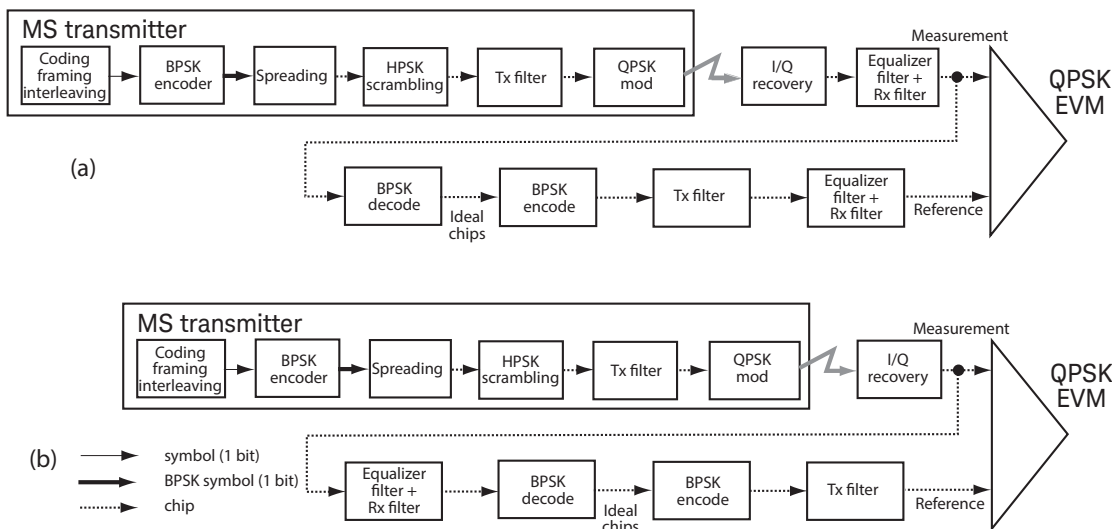 MS transmitter
Coding
framing
interleaving
BPSK
encoder
Spreading
HPSK
scrambling
Tx filter
QPSK
mod
I/Q
recovery
Equalizer
filter +
Rx filter
Measurement
QPSK
EVM
(a)
BPSK
decode
Ideal
chips
BPSK
encode
Tx filter
Equalizer
filter +
Rx filter
Reference
MS transmitter
Coding
framing
interleaving
BPSK
encoder
Spreading
HPSK
scrambling
Tx filter
QPSK
mod
I/Q
recovery
Measurement
QPSK
EVM
(b)
symbol (1 bit)
BPSK symbol (1 bit)
chip
Equalizer
filter +
Rx filter
BPSK
decode
Ideal
chips
BPSK
encode
Tx filter
Reference